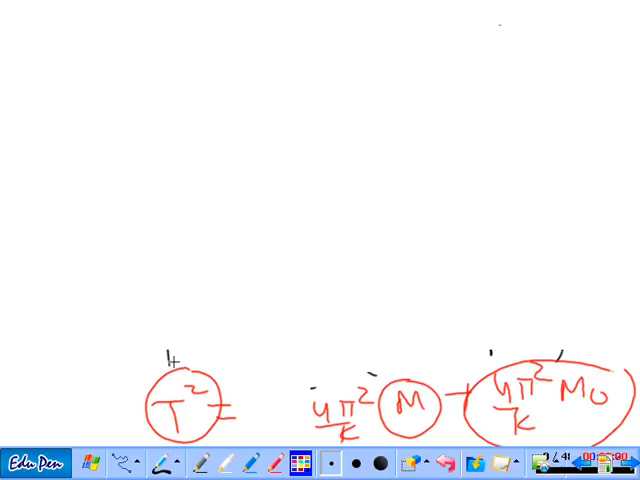 T² = 4π²/k M + 4π²/k M₀
Edu Pen